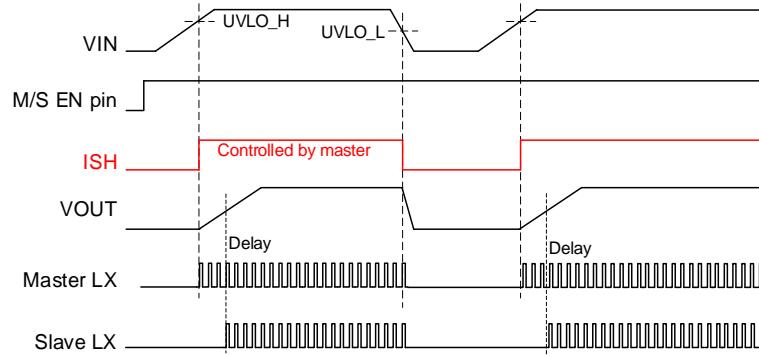 UVLO_H
UVLO_L
VIN
M/S EN pin
ISH
Controlled by master
VOUT
Delay
Delay
Master LX
Slave LX